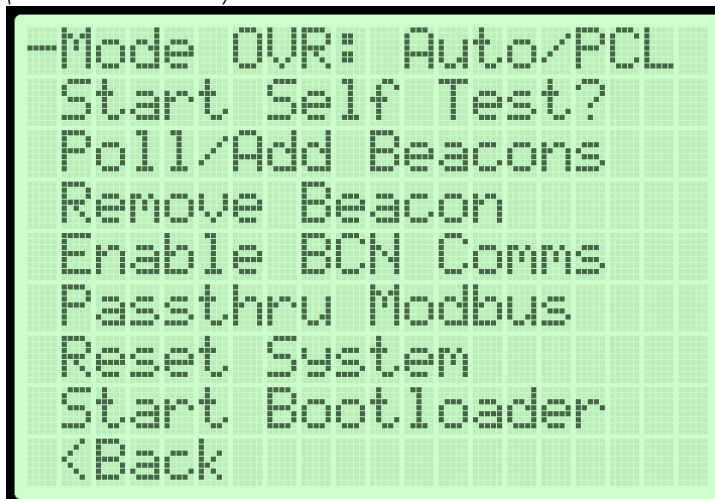 -Mode OVR: Auto/PCL
Start Self Test?
Poll/Add Beacons
Remove Beacon
Enable BCN Comms
Passthru Modbus
Reset System
Start Bootloader
<Back